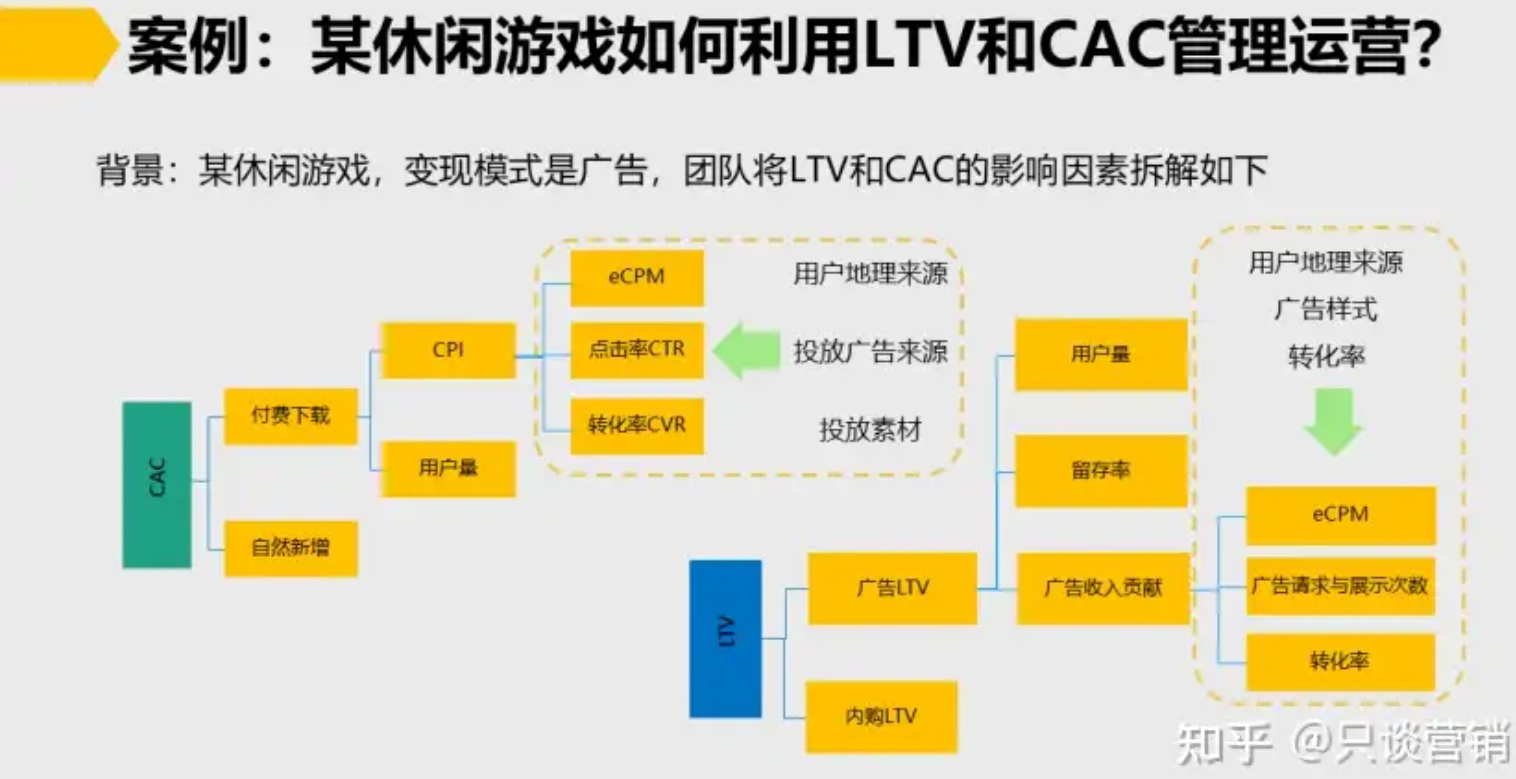 案例：某休闲游戏如何利用LTV和CAC管理运营？
背景：某休闲游戏，变现模式是广告，团队将LTV和CAC的影响因素拆解如下
CAC
付费下载
自然新增
CPI
用户量
eCPM
点击率CTR
转化率CVR
用户地理来源
投放广告来源
投放素材
LTV
广告LTV
内购LTV
用户量
留存率
广告收入贡献
用户地理来源
广告样式
转化率
eCPM
广告请求与展示次数
转化率
知乎 @只谈营销